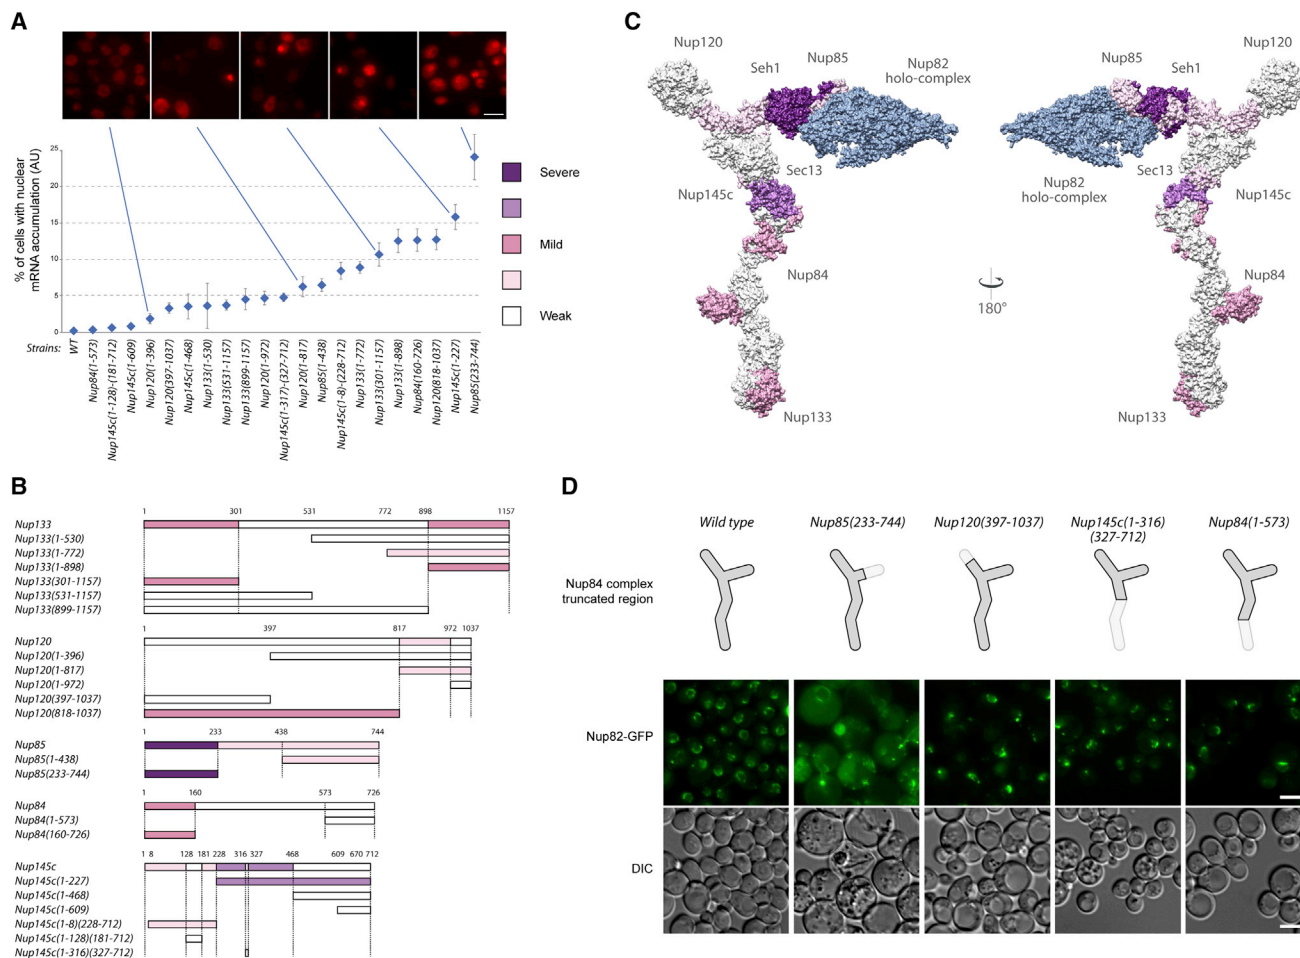 A
% of cells with nuclear
mRNA accumulation (AU)
25
20
15
10
5
0
Strains:
WT
Nup84(1-573)
Nup145c(1-128)-(181-712)
Nup145c(1-609)
Nup120(1-396)
Nup120(397-1037)
Nup145c(1-468)
Nup133(1-530)
Nup133(531-1157)
Nup133(899-1157)
Nup120(1-972)
Nup145c(1-317)-(327-712)
Nup120(1-817)
Nup85(1-438)
Nup145c(1-8)-(228-712)
Nup133(1-772)
Nup133(301-1157)
Nup133(1-898)
Nup84(160-726)
Nup120(818-1037)
Nup145c(1-227)
Nup85(233-744)
Severe
Mild
Weak
B
1 301 531 772 898 1157
Nup133
Nup133(1-530)
Nup133(1-772)
Nup133(1-898)
Nup133(301-1157)
Nup133(531-1157)
Nup133(899-1157)
1 397 817 972 1037
Nup120
Nup120(1-396)
Nup120(1-817)
Nup120(1-972)
Nup120(397-1037)
Nup120(818-1037)
1 233 438 744
Nup85
Nup85(1-438)
Nup85(233-744)
1 160 573 726
Nup84
Nup84(1-573)
Nup84(160-726)
1 8 128 181 228 316 327 468 609 670 712
Nup145c
Nup145c(1-227)
Nup145c(1-468)
Nup145c(1-609)
Nup145c(1-8)(228-712)
Nup145c(1-128)(181-712)
Nup145c(1-316)(327-712)
C
Nup120
Seh1
Nup85
Nup82
holo-complex
Sec13
Nup145c
Nup84
Nup133
180°
Nup85
Seh1
Nup120
Nup82
holo-complex
Sec13
Nup145c
Nup84
Nup133
D
Wild type
Nup85(233-744)
Nup120(397-1037)
Nup145c(1-316)
(327-712)
Nup84(1-573)
Nup84 complex
truncated region
Nup82-GFP
DIC